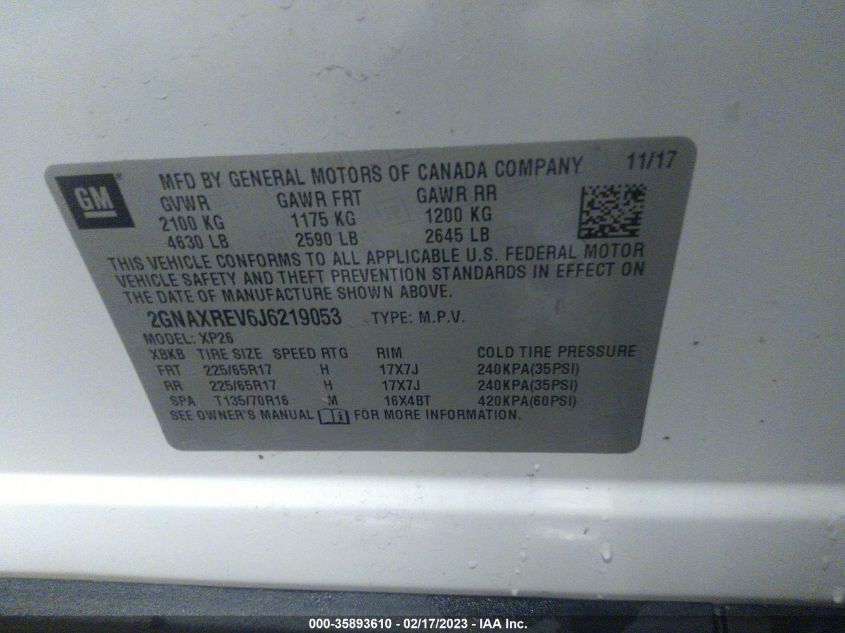 GM
MFD BY GENERAL MOTORS OF CANADA COMPANY 11/17
GVWR GAWR FRT GAWR RR
2100 KG 1175 KG 1200 KG
4630 LB 2590 LB 2645 LB
THIS VEHICLE CONFORMS TO ALL APPLICABLE U.S. FEDERAL MOTOR
VEHICLE SAFETY AND THEFT PREVENTION STANDARDS IN EFFECT ON
THE DATE OF MANUFACTURE SHOWN ABOVE.
2GNAXREV6J6219053 TYPE: M.P.V.
MODEL: XP26
XBKB TIRE SIZE SPEED RTG RIM COLD TIRE PRESSURE
FRT 225/65R17 H 17X7J 240KPA(35PSI)
RR 225/65R17 H 17X7J 240KPA(35PSI)
SPA T135/70R16 M 16X4BT 420KPA(60PSI)
SEE OWNER'S MANUAL FOR MORE INFORMATION.
000-35893610 - 02/17/2023 - IAA Inc.